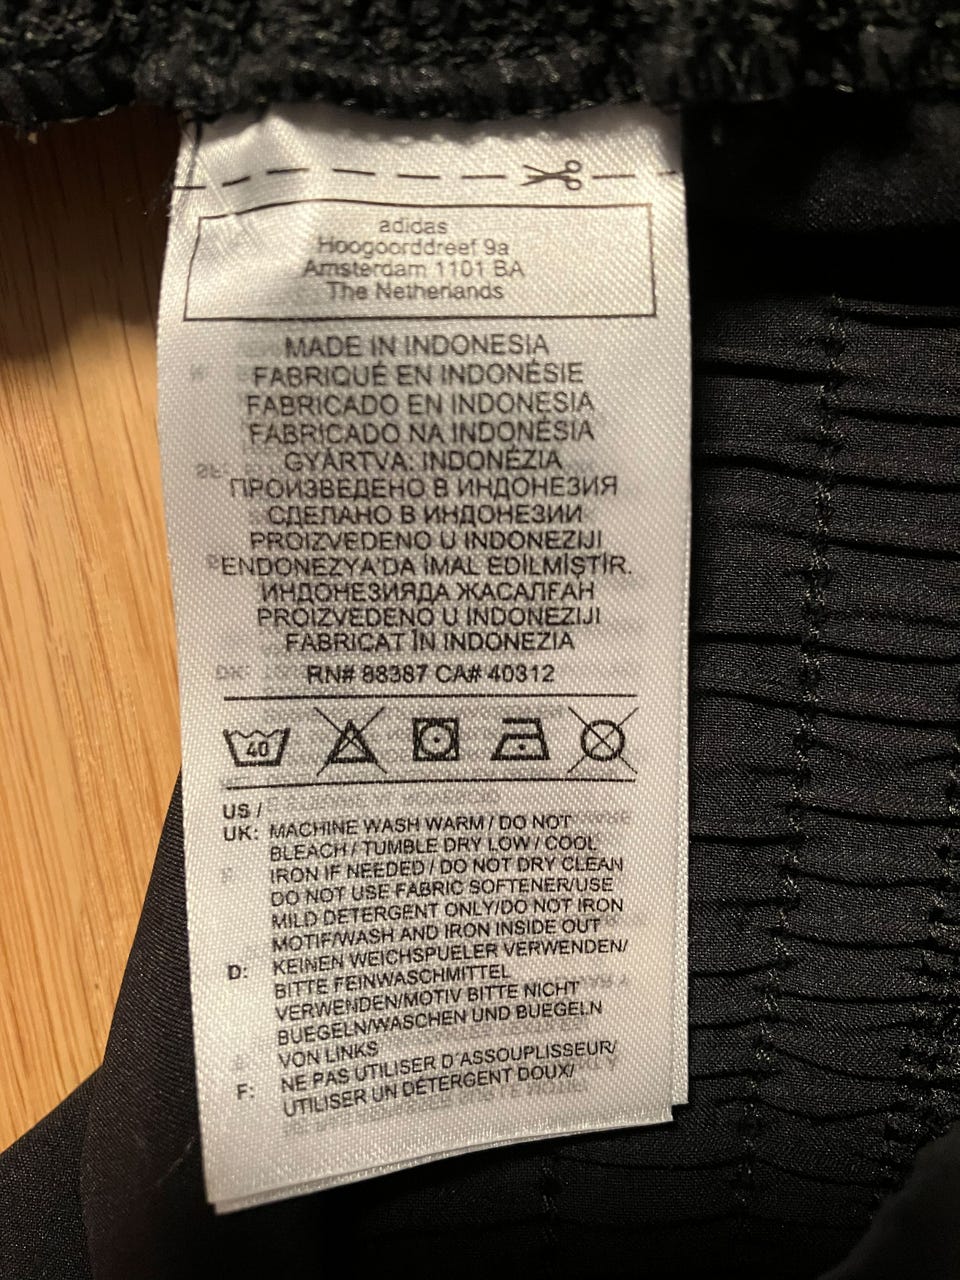 adidas
Hoogoorddreef 9a
Amsterdam 1101 BA
The Netherlands
MADE IN INDONESIA
FABRIQUÉ EN INDONÉSIE
FABRICADO EN INDONESIA
FABRICADO NA INDONÉSIA
GYÁRTVA: INDONÉZIA
ПРОИЗВЕДЕНО В ИНДОНЕЗИЯ
СДЕЛАНО В ИНДОНЕЗИИ
PROIZVEDENO U INDONEZIJI
ENDONEZYA'DA İMAL EDİLMİŞTİR.
ИНДОНЕЗИЯДА ЖАСАЛҒАН
PROIZVEDENO U INDONEZIJI
FABRICAT ÎN INDONEZIA
RN# 88387 CA# 40312
40
US /
UK: MACHINE WASH WARM / DO NOT
BLEACH / TUMBLE DRY LOW / COOL
IRON IF NEEDED / DO NOT DRY CLEAN
DO NOT USE FABRIC SOFTENER/USE
MILD DETERGENT ONLY/DO NOT IRON
MOTIF/WASH AND IRON INSIDE OUT
D: KEINEN WEICHSPUELER VERWENDEN/
BITTE FEINWASCHMITTEL
VERWENDEN/MOTIV BITTE NICHT
BUEGELN/WASCHEN UND BUEGELN
VON LINKS
F: NE PAS UTILISER D´ASSOUPLISSEUR/
UTILISER UN DÉTERGENT DOUX/